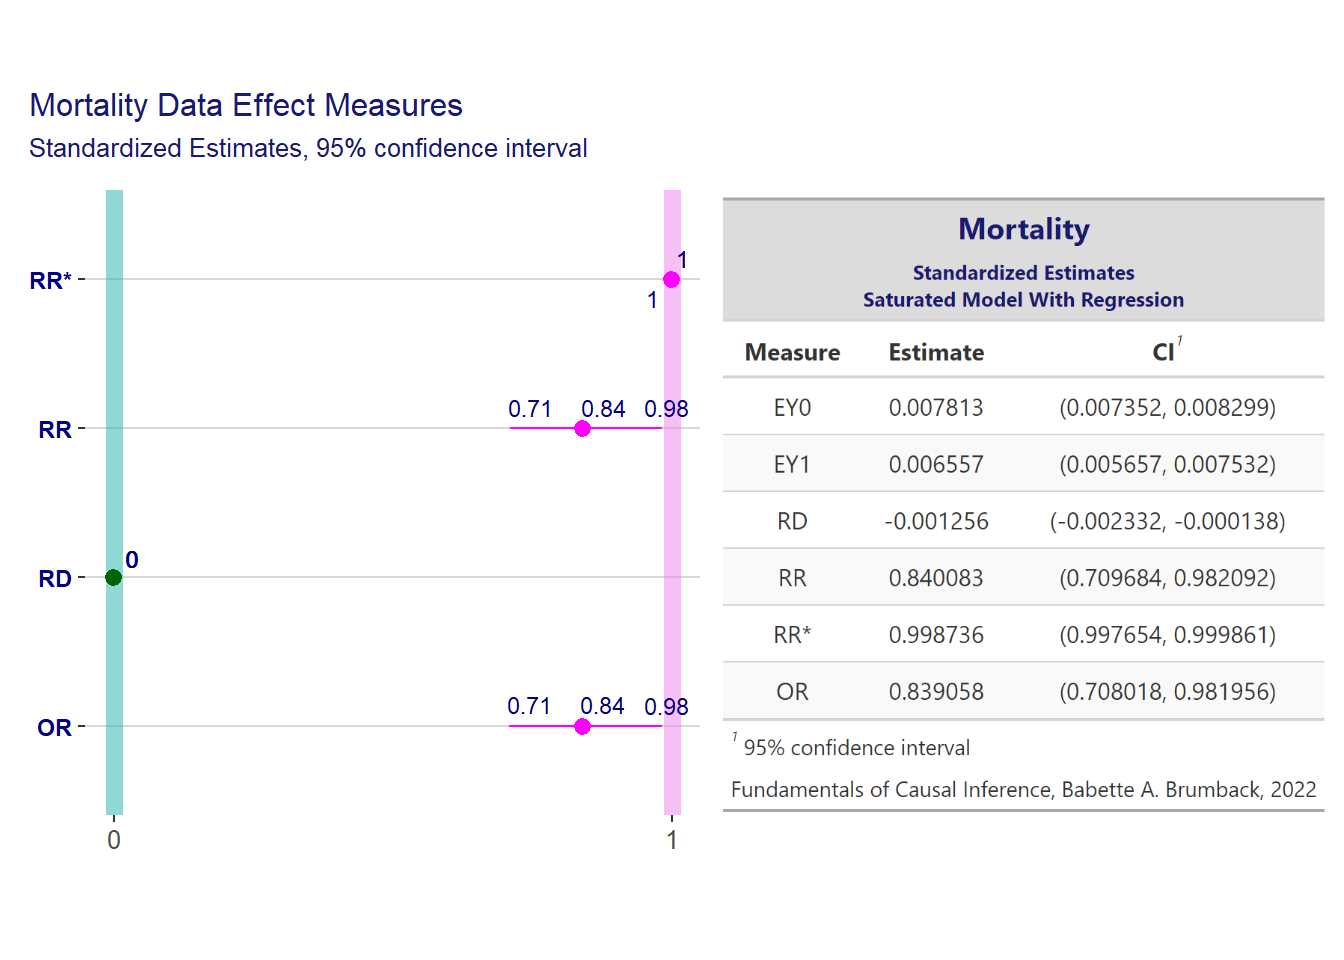 Mortality Data Effect Measures
Standardized Estimates, 95% confidence interval
RR*
1
1
RR
0.71 0.84 0.98
RD
0
OR
0.71 0.84 0.98
0 1
Mortality
Standardized Estimates
Saturated Model With Regression
Measure Estimate CI1
EY0 0.007813 (0.007352, 0.008299)
EY1 0.006557 (0.005657, 0.007532)
RD -0.001256 (-0.002332, -0.000138)
RR 0.840083 (0.709684, 0.982092)
RR* 0.998736 (0.997654, 0.999861)
OR 0.839058 (0.708018, 0.981956)
1 95% confidence interval
Fundamentals of Causal Inference, Babette A. Brumback, 2022